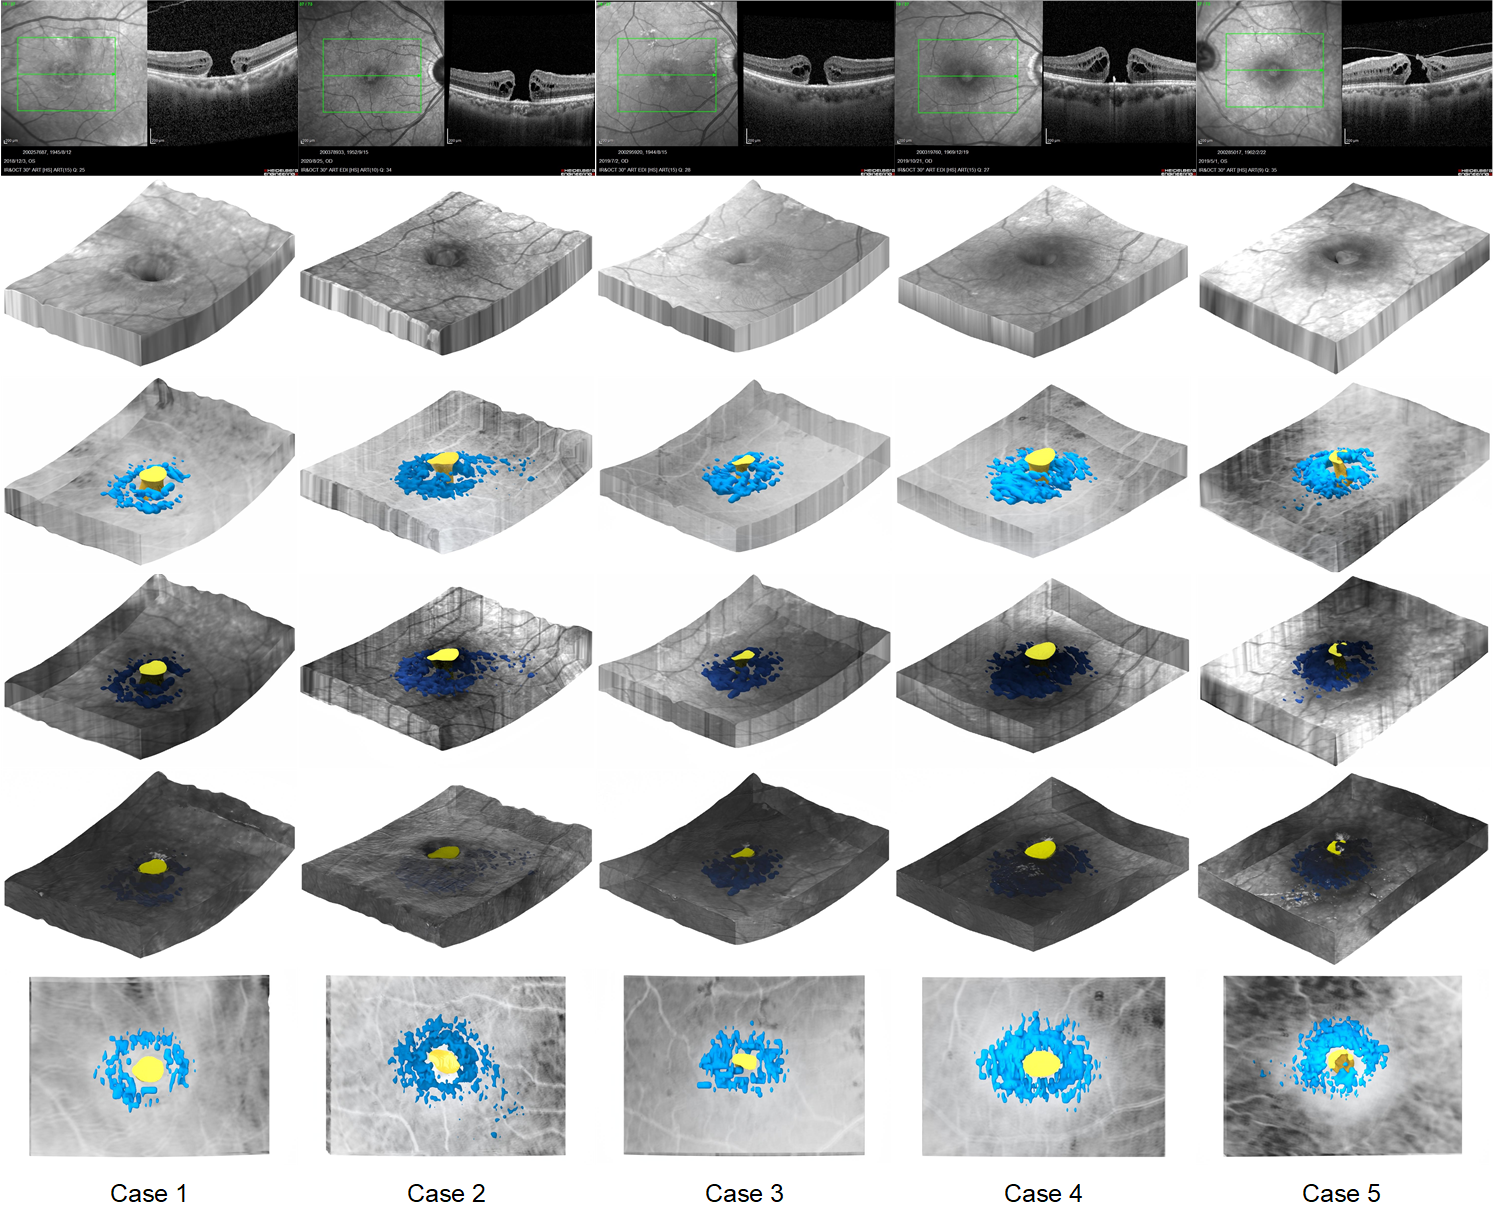 200257687, 1945/8/12
2018/12/3, OS
IR&OCT 30° ART [HS] ART(15) Q: 25
HEIDELBERG
ENGINEERING
200378933, 1952/9/15
2020/8/25, OD
IR&OCT 30° ART EDI [HS] ART(10) Q: 34
HEIDELBERG
ENGINEERING
200295920, 1944/8/15
2019/7/2, OD
IR&OCT 30° ART [HS] ART(15) Q: 28
HEIDELBERG
ENGINEERING
200319760, 1969/12/19
2019/10/21, OD
IR&OCT 30° ART EDI [HS] ART(15) Q: 27
HEIDELBERG
ENGINEERING
200285017, 1962/2/22
2019/5/1, OS
IR&OCT 30° ART EDI [HS] ART(9) Q: 35
HEIDELBERG
ENGINEERING
Case 1
Case 2
Case 3
Case 4
Case 5